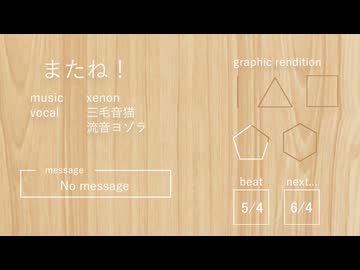 またね！
music xenon
vocal 三毛音猫
流音ヨゾラ
message
No message
graphic rendition
beat next...
5/4 6/4